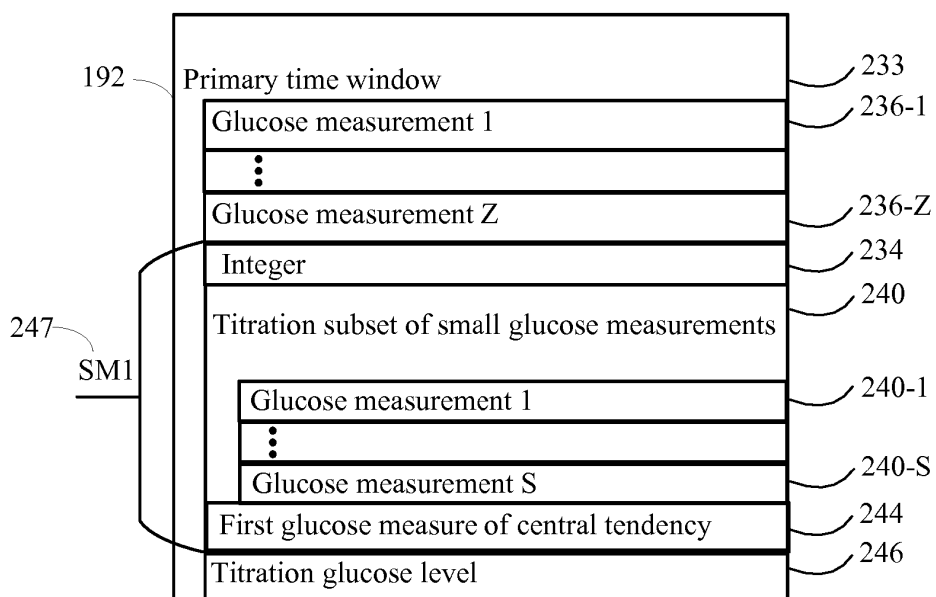 192
Primary time window
233
Glucose measurement 1
236-1
Glucose measurement Z
236-Z
Integer
234
Titration subset of small glucose measurements
240
247
SM1
Glucose measurement 1
240-1
Glucose measurement S
240-S
First glucose measure of central tendency
244
Titration glucose level
246